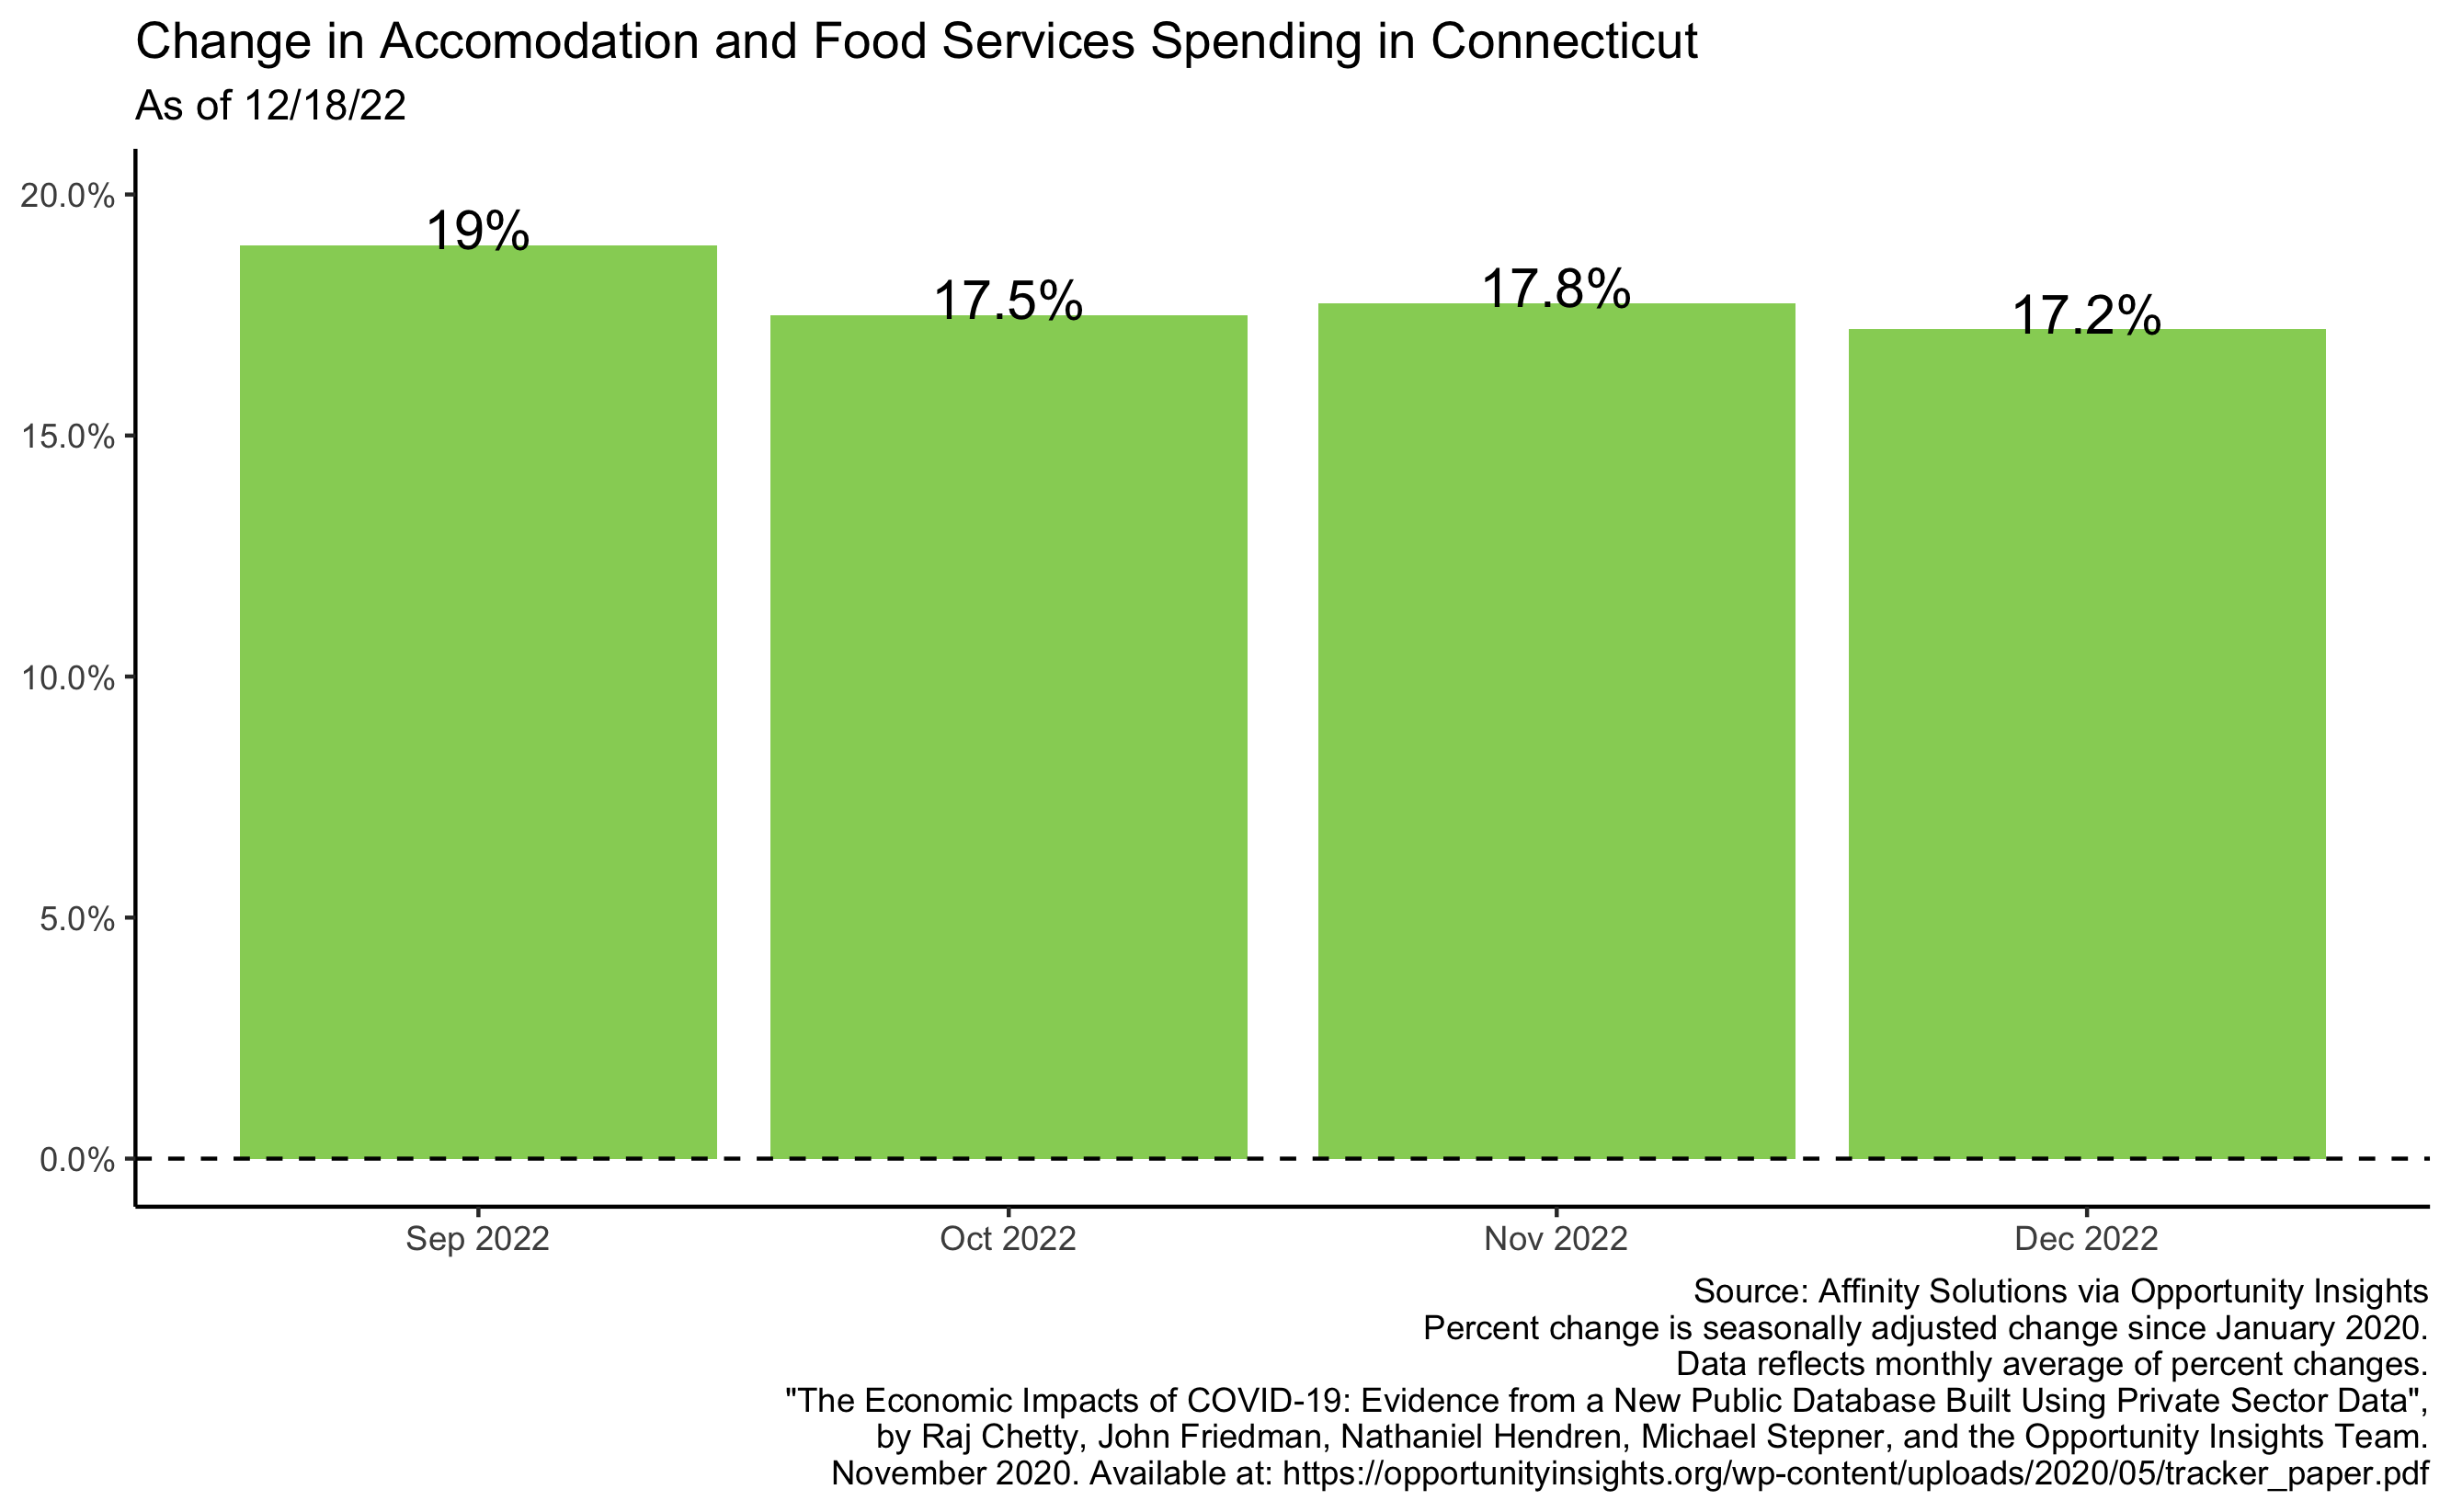 Change in Accomodation and Food Services Spending in Connecticut
As of 12/18/22
20.0%
15.0%
10.0%
5.0%
0.0%
19%
17.5%
17.8%
17.2%
Sep 2022
Oct 2022
Nov 2022
Dec 2022
Source: Affinity Solutions via Opportunity Insights
Percent change is seasonally adjusted change since January 2020.
Data reflects monthly average of percent changes.
"The Economic Impacts of COVID-19: Evidence from a New Public Database Built Using Private Sector Data",
by Raj Chetty, John Friedman, Nathaniel Hendren, Michael Stepner, and the Opportunity Insights Team.
November 2020. Available at: https://opportunityinsights.org/wp-content/uploads/2020/05/tracker_paper.pdf